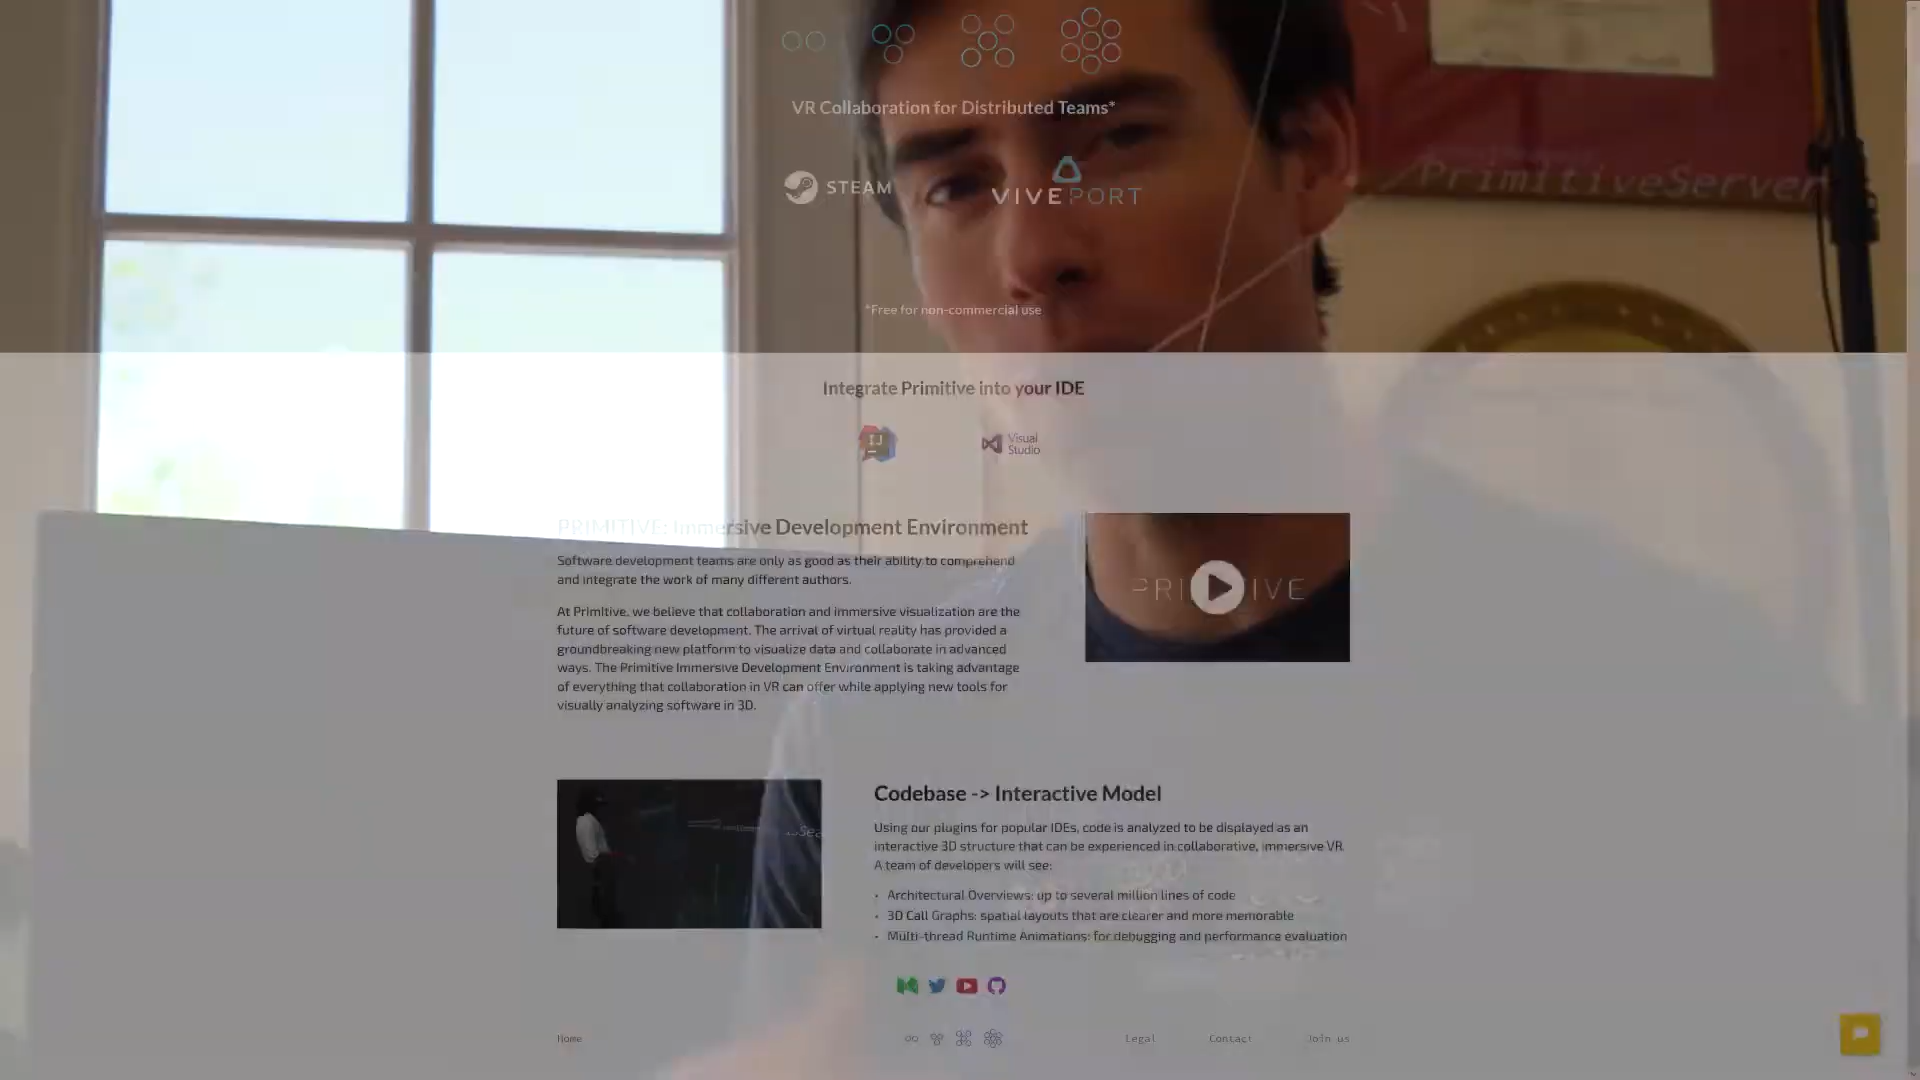 VR Collaboration for Distributed Teams*
/PrimitiveServer
STEAM
VIVEPORT
*Free for non-commercial use
Integrate Primitive into your IDE
IJ
Visual
Studio
PRIMITIVE: Immersive Development Environment
Software development teams are only as good as their ability to comprehend
and integrate the work of many different authors.
PRI IVE
At Primitive, we believe that collaboration and immersive visualization are the
future of software development. The arrival of virtual reality has provided a
groundbreaking new platform to visualize data and collaborate in advanced
ways. The Primitive Immersive Development Environment is taking advantage
of everything that collaboration in VR can offer while applying new tools for
visually analyzing software in 3D.
Codebase -> Interactive Model
Using our plugins for popular IDEs, code is analyzed to be displayed as an
interactive 3D structure that can be experienced in collaborative, immersive VR.
A team of developers will see:
• Architectural Overviews: up to several million lines of code
• 3D Call Graphs: spatial layouts that are clearer and more memorable
• Multi-thread Runtime Animations: for debugging and performance evaluation
Home
Legal
Contact
Join us